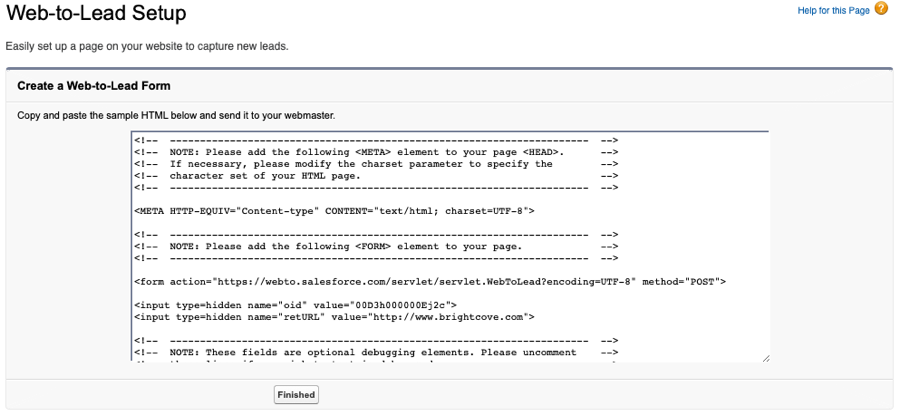 Web-to-Lead Setup
Help for this Page ?
Easily set up a page on your website to capture new leads.
Create a Web-to-Lead Form
Copy and paste the sample HTML below and send it to your webmaster.
<!--  ----------------------------------------------------------------------  -->
<!--  NOTE: Please add the following <META> element to your page <HEAD>.      -->
<!--  If necessary, please modify the charset parameter to specify the        -->
<!--  character set of your HTML page.                                        -->
<!--  ----------------------------------------------------------------------  -->
<META HTTP-EQUIV="Content-type" CONTENT="text/html; charset=UTF-8">
<!--  ----------------------------------------------------------------------  -->
<!--  NOTE: Please add the following <FORM> element to your page.             -->
<!--  ----------------------------------------------------------------------  -->
<form action="https://webto.salesforce.com/servlet/servlet.WebToLead?encoding=UTF-8" method="POST">
<input type=hidden name="oid" value="00D3h000000Ej2c">
<input type=hidden name="retURL" value="http://www.brightcove.com">
<!--  ----------------------------------------------------------------------  -->
<!--  NOTE: These fields are optional debugging elements. Please uncomment    -->
Finished